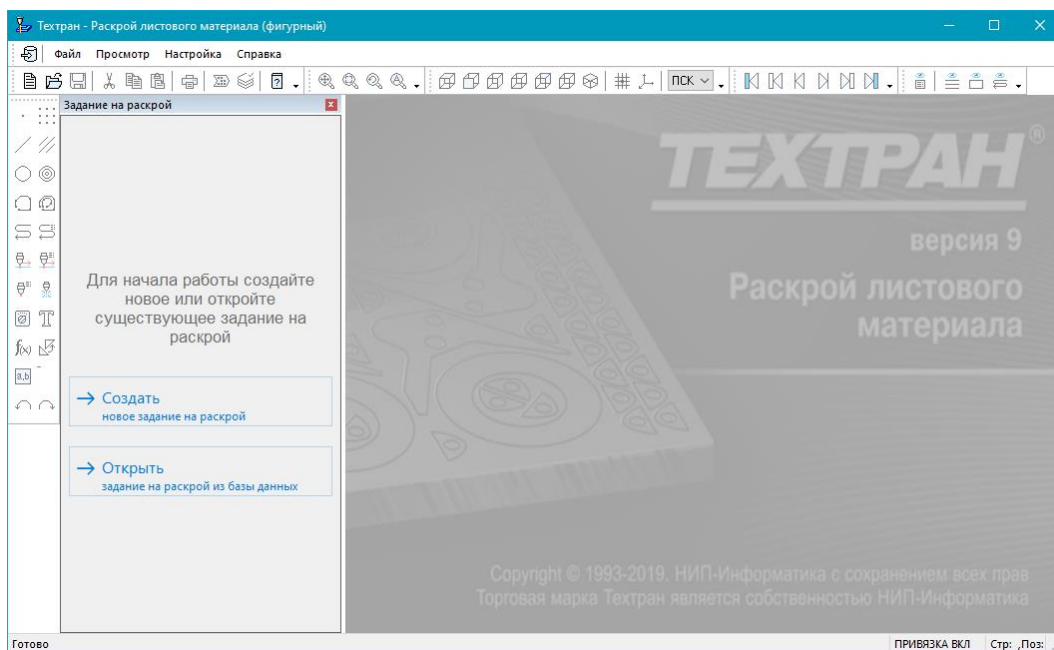 Техтран - Раскрой листового материала (фигурный)
Файл Просмотр Настройка Справка
ПСК
Задание на раскрой
Для начала работы создайте
новое или откройте
существующее задание на
раскрой
Создать
новое задание на раскрой
Открыть
задание на раскрой из базы данных
f(x)
a,b
ТЕХТРАН®
версия 9
Раскрой листового
материала
Copyright © 1993-2019. НИП-Информатика с сохранением всех прав
Торговая марка Техтран является собственностью НИП-Информатика
Готово
ПРИВЯЗКА ВКЛ Стр: ,Поз: